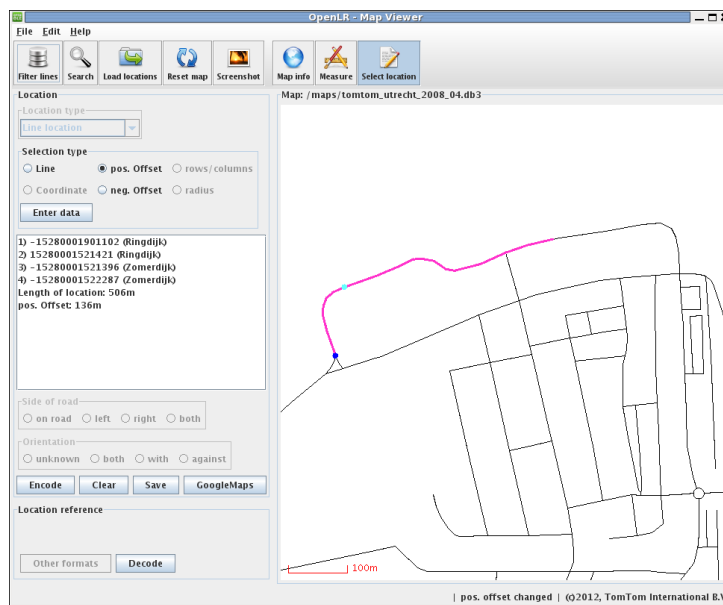 OpenLR - Map Viewer
File Edit Help
Filter lines Search Load locations Reset map Screenshot Map info Measure Select location
Location
Location type
Line location
Selection type
Line pos. Offset rows/columns
Coordinate neg. Offset radius
Enter data
1) -15280001901102 (Ringdijk)
2) 15280001521421 (Ringdijk)
3) -15280001521396 (Zomerdijk)
4) -15280001522287 (Zomerdijk)
Length of location: 506m
pos. Offset: 136m
Side of road
on road left right both
Orientation
unknown both with against
Encode Clear Save GoogleMaps
Location reference
Other formats Decode
Map: /maps/tomtom_utrecht_2008_04.db3
100m
| pos. offset changed | (c)2012, TomTom International B.V